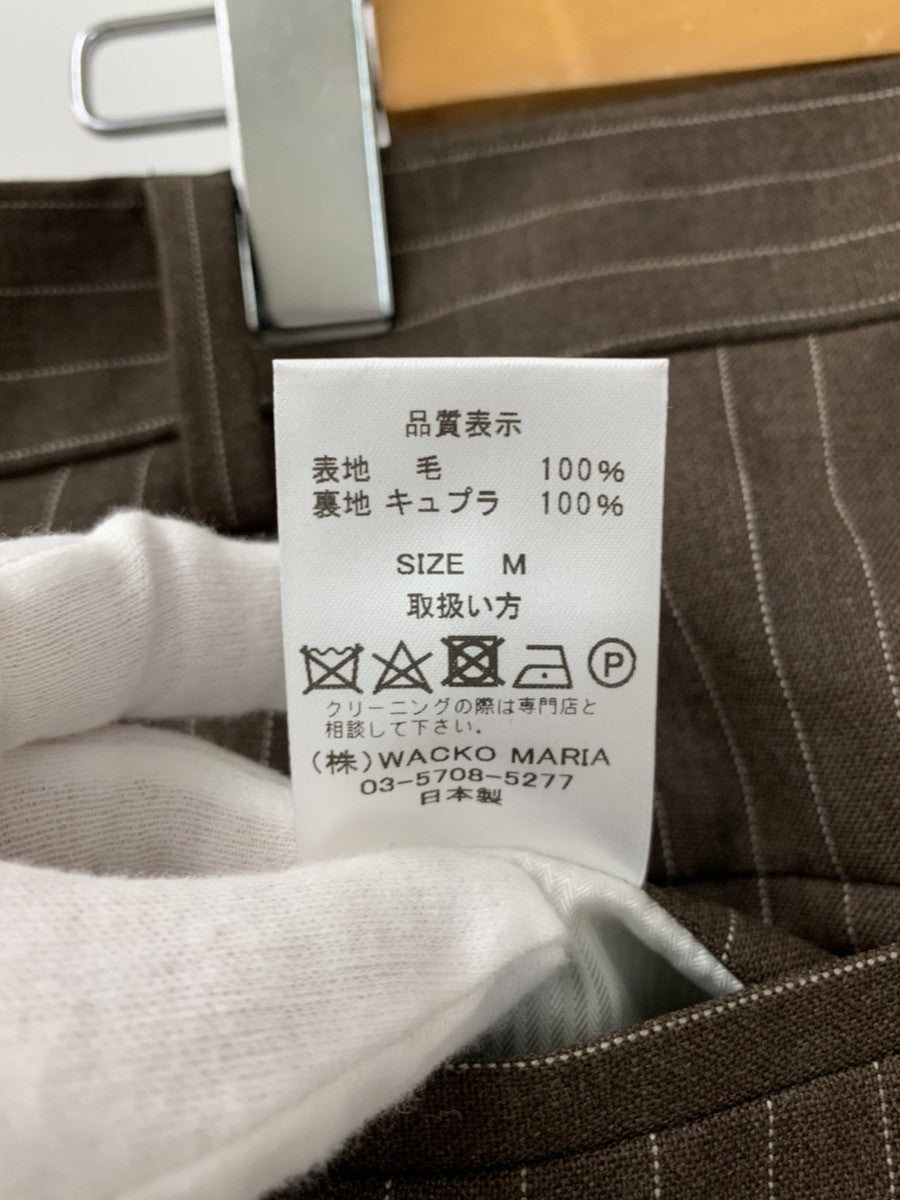 品質表示
表地 毛 100%
裏地 キュプラ 100%
SIZE M
取扱い方
P
クリーニングの際は専門店と
相談して下さい。
(株)WACKO MARIA
03-5708-5277
日本製